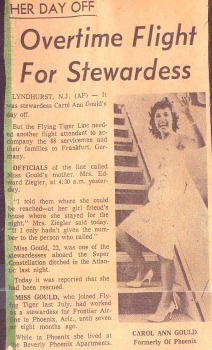 HER DAY OFF
Overtime Flight
For Stewardess
LYNDHURST, N.J. (AP) — It
was stewardess Carol Ann Gould's
day off.
But the Flying Tiger Line need-
another flight attendant to ac-
company the 68 servicemen and
their families to Frankfurt, Ger-
many.
OFFICIALS of the line called
Miss Gould's mother, Mrs. Ed-
ward Ziegler, at 4:30 a.m. yester-
day.
"I told them where she could
be reached—at her girl friend's
house where she stayed for the
night," Mrs. Ziegler said today.
"If I only hadn't given the num-
ber to the person who called."
Miss Gould, 22, was one of the
stewardesses aboard the Super
Constellation ditched in the Atlan-
tic last night.
Today it was reported that she
had been rescued.
MISS GOULD, who joined Fly-
ing Tiger last July, had worked
as a stewardess for Frontier Air-
line in Phoenix, Ariz., until seven
or eight months ago.
While in Phoenix she lived at
the Beverly Phoenix Apartments.
CAROL ANN GOULD
Formerly Of Phoenix